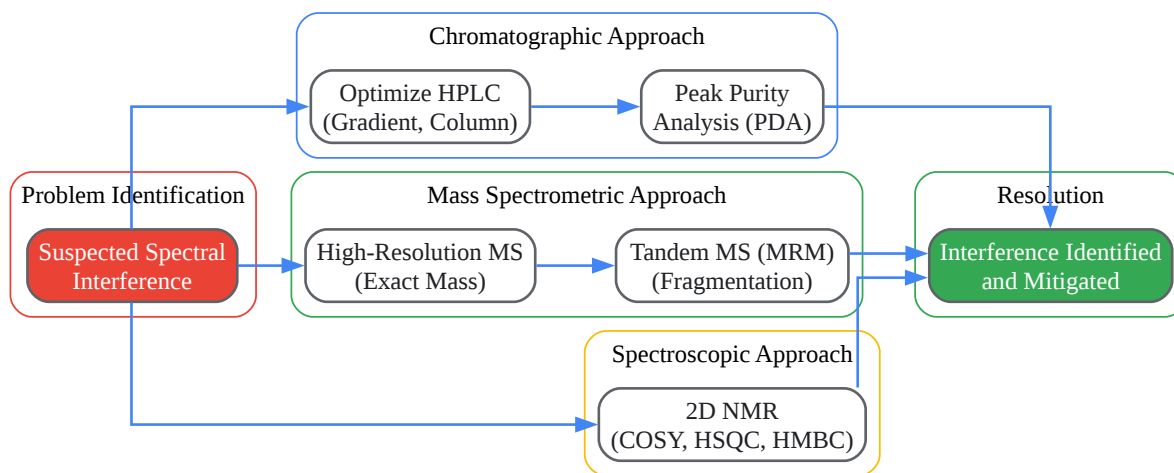 Chromatographic Approach
Optimize HPLC
(Gradient, Column)
Peak Purity
Analysis (PDA)
Problem Identification
Suspected Spectral
Interference
Mass Spectrometric Approach
High-Resolution MS
(Exact Mass)
Tandem MS (MRM)
(Fragmentation)
Resolution
Interference Identified
and Mitigated
Spectroscopic Approach
2D NMR
(COSY, HSQC, HMBC)